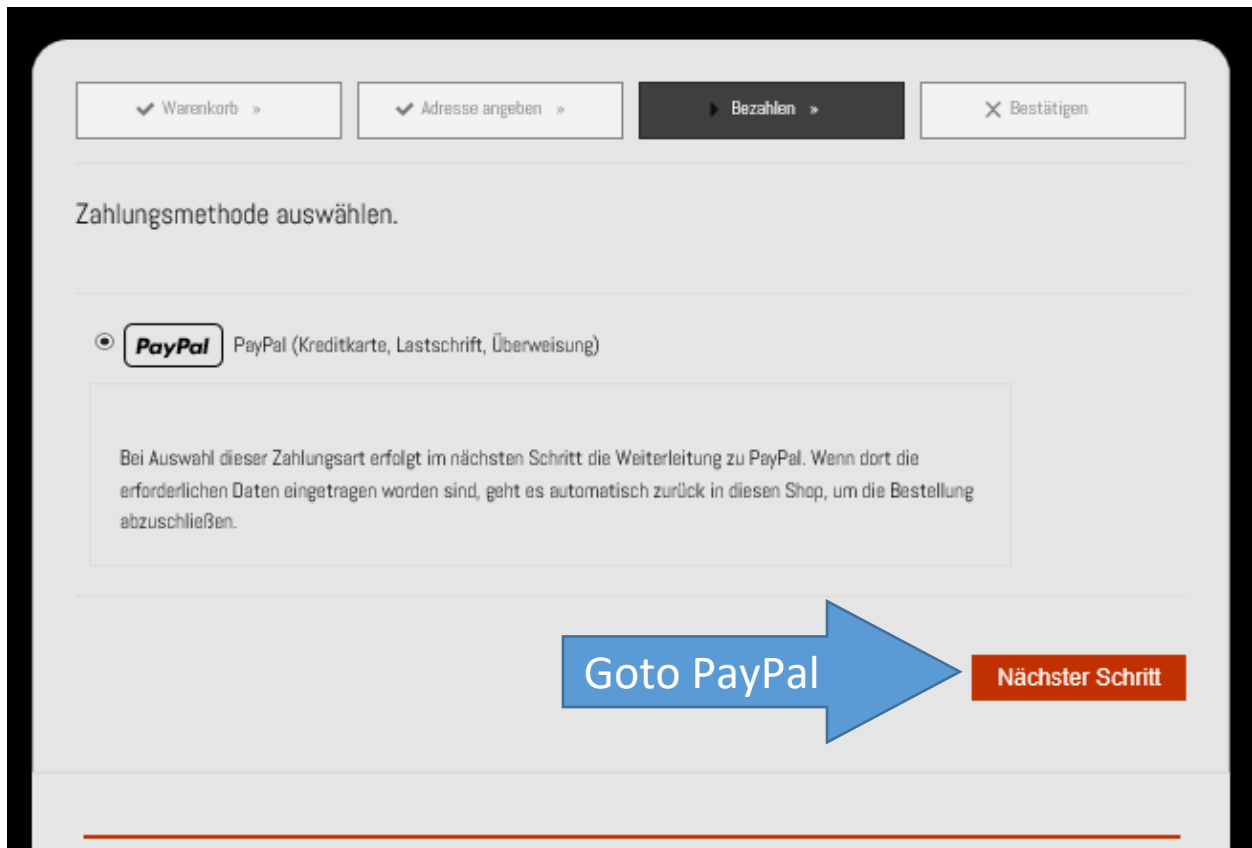 Warenkorb »
Adresse angeben »
Bezahlen »
Bestätigen
Zahlungsmethode auswählen.
PayPal PayPal (Kreditkarte, Lastschrift, Überweisung)
Bei Auswahl dieser Zahlungsart erfolgt im nächsten Schritt die Weiterleitung zu PayPal. Wenn dort die
erforderlichen Daten eingetragen worden sind, geht es automatisch zurück in diesen Shop, um die Bestellung
abzuschließen.
Goto PayPal
Nächster Schritt